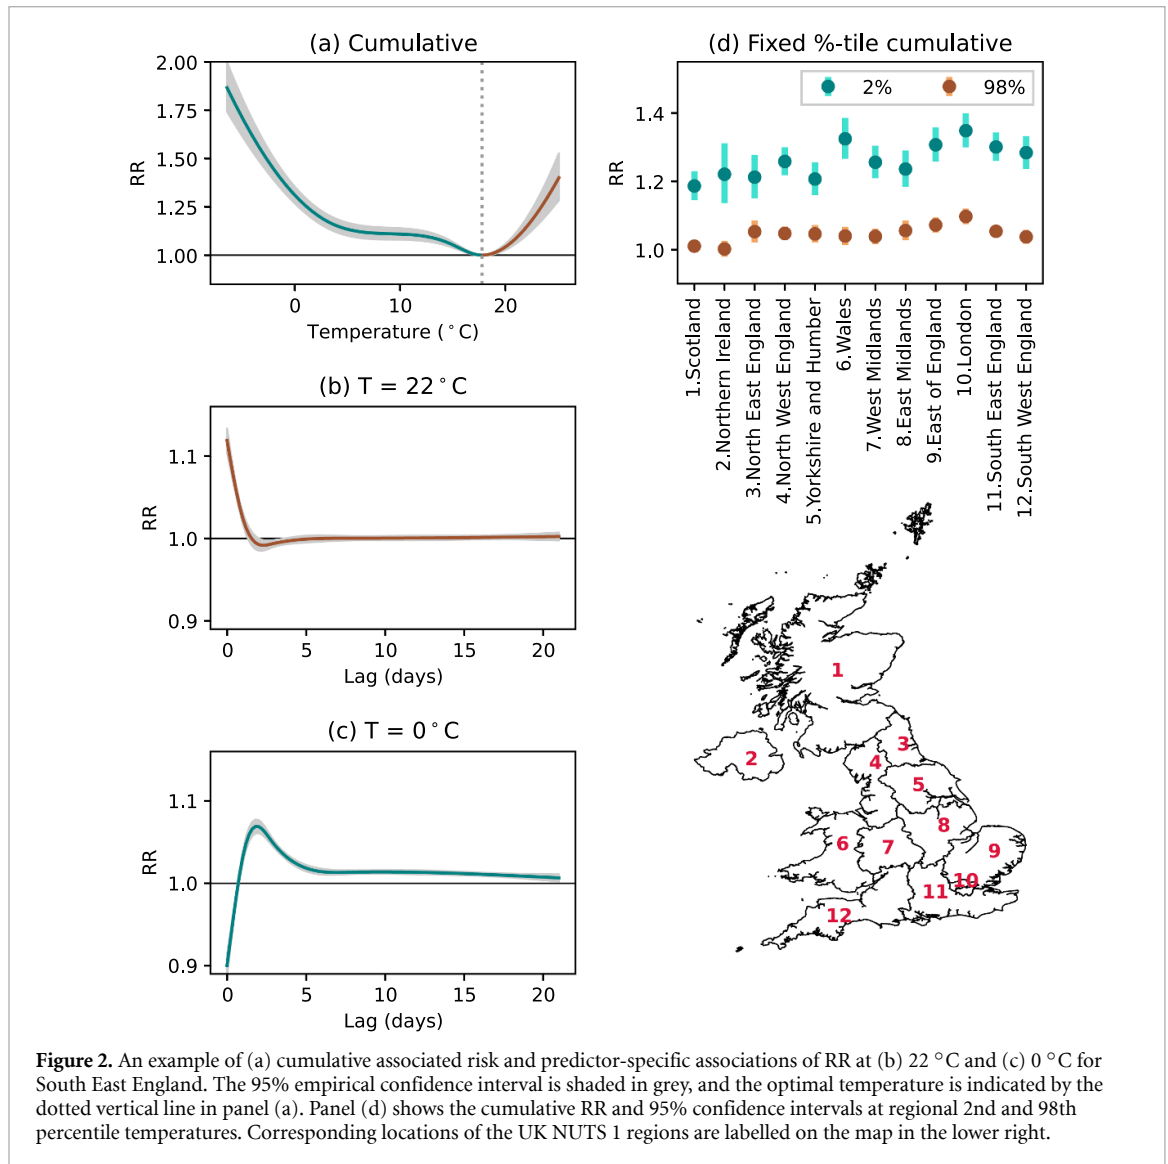 (a) Cumulative
2.00
1.75
1.50
1.25
1.00
RR
0
10
20
Temperature (°C)
(b) T = 22°C
1.1
1.0
0.9
RR
0
5
10
15
20
Lag (days)
(c) T = 0°C
1.1
1.0
0.9
RR
0
5
10
15
20
Lag (days)
(d) Fixed %-tile cumulative
2%
98%
1.4
1.2
1.0
RR
1.Scotland
2.Northern Ireland
3.North East England
4.North West England
5.Yorkshire and Humber
6.Wales
7.West Midlands
8.East Midlands
9.East of England
10.London
11.South East England
12.South West England
1
2
3
4
5
6
7
8
9
10
11
12
Figure 2. An example of (a) cumulative associated risk and predictor-specific associations of RR at (b) 22 °C and (c) 0 °C for
South East England. The 95% empirical confidence interval is shaded in grey, and the optimal temperature is indicated by the
dotted vertical line in panel (a). Panel (d) shows the cumulative RR and 95% confidence intervals at regional 2nd and 98th
percentile temperatures. Corresponding locations of the UK NUTS 1 regions are labelled on the map in the lower right.